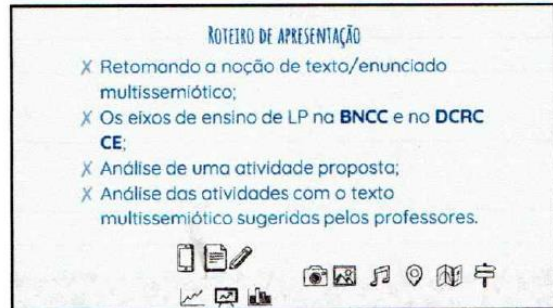 ROTEIRO DE APRESENTAÇÃO
X Retomando a noção de texto/enunciado
multissemiótico;
X Os eixos de ensino de LP na BNCC e no DCRC
CE;
X Análise de uma atividade proposta;
X Análise das atividades com o texto
multissemiótico sugeridas pelos professores.